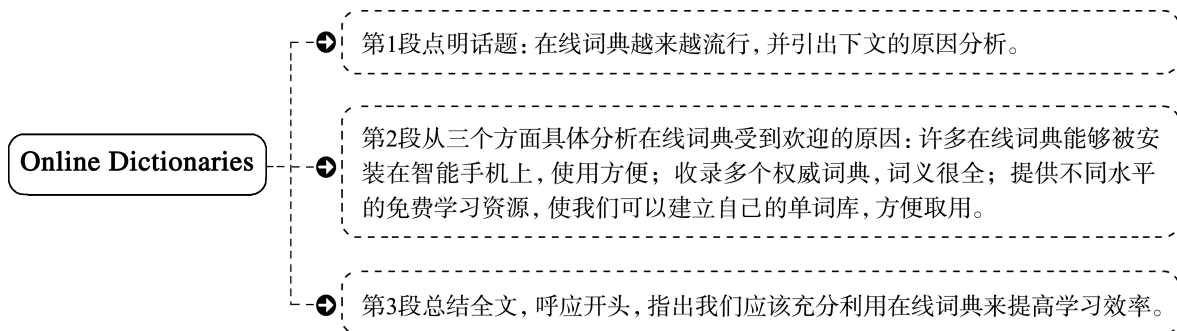 Online Dictionaries
第1段点明话题：在线词典越来越流行，并引出下文的原因分析。
第2段从三个方面具体分析在线词典受到欢迎的原因：许多在线词典能够被安
装在智能手机上，使用方便；收录多个权威词典，词义很全；提供不同水平
的免费学习资源，使我们可以建立自己的单词库，方便取用。
第3段总结全文，呼应开头，指出我们应该充分利用在线词典来提高学习效率。